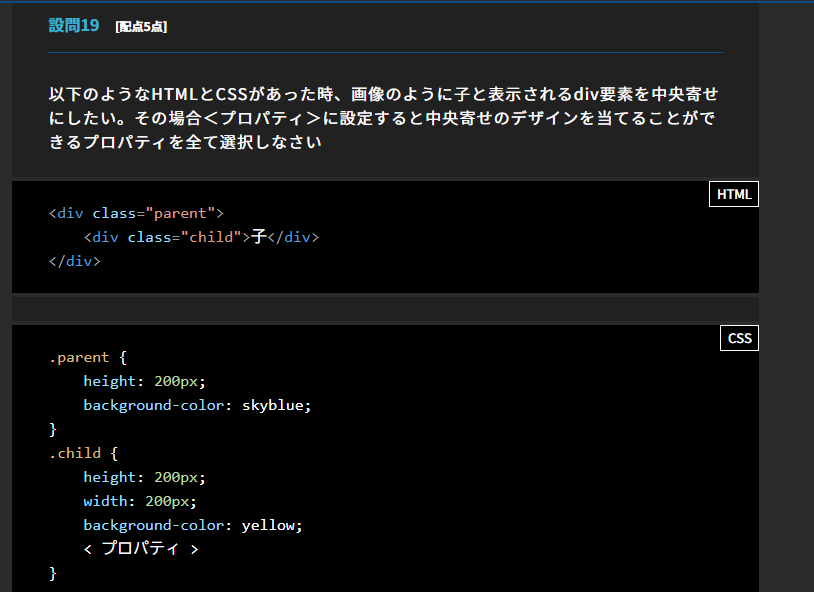 設問19 [配点5点]
以下のようなHTMLとCSSがあった時、画像のように子と表示されるdiv要素を中央寄せ
にしたい。その場合＜プロパティ＞に設定すると中央寄せのデザインを当てることがで
きるプロパティを全て選択しなさい
HTML
<div class="parent">
    <div class="child">子</div>
</div>
CSS
.parent {
    height: 200px;
    background-color: skyblue;
}
.child {
    height: 200px;
    width: 200px;
    background-color: yellow;
    < プロパティ >
}